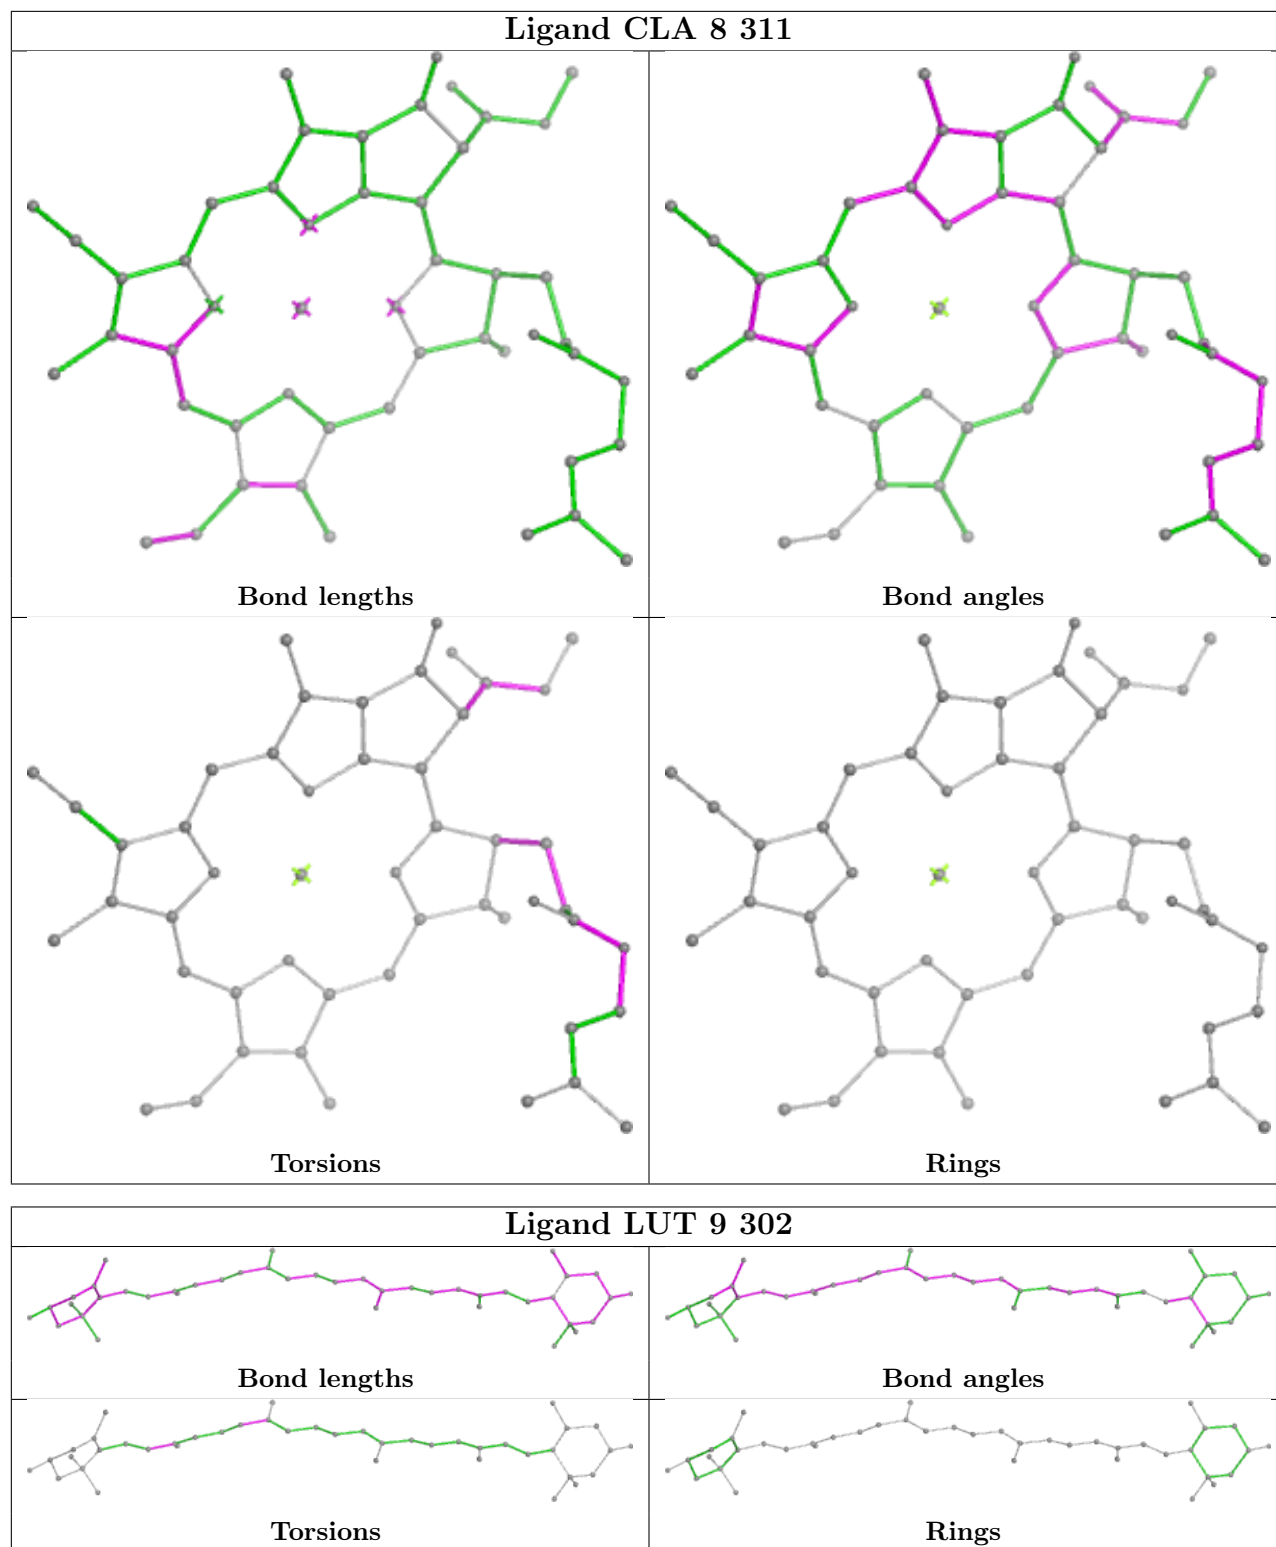 Ligand CLA 8 311
Bond lengths
Bond angles
Torsions
Rings
Ligand LUT 9 302
Bond lengths
Bond angles
Torsions
Rings